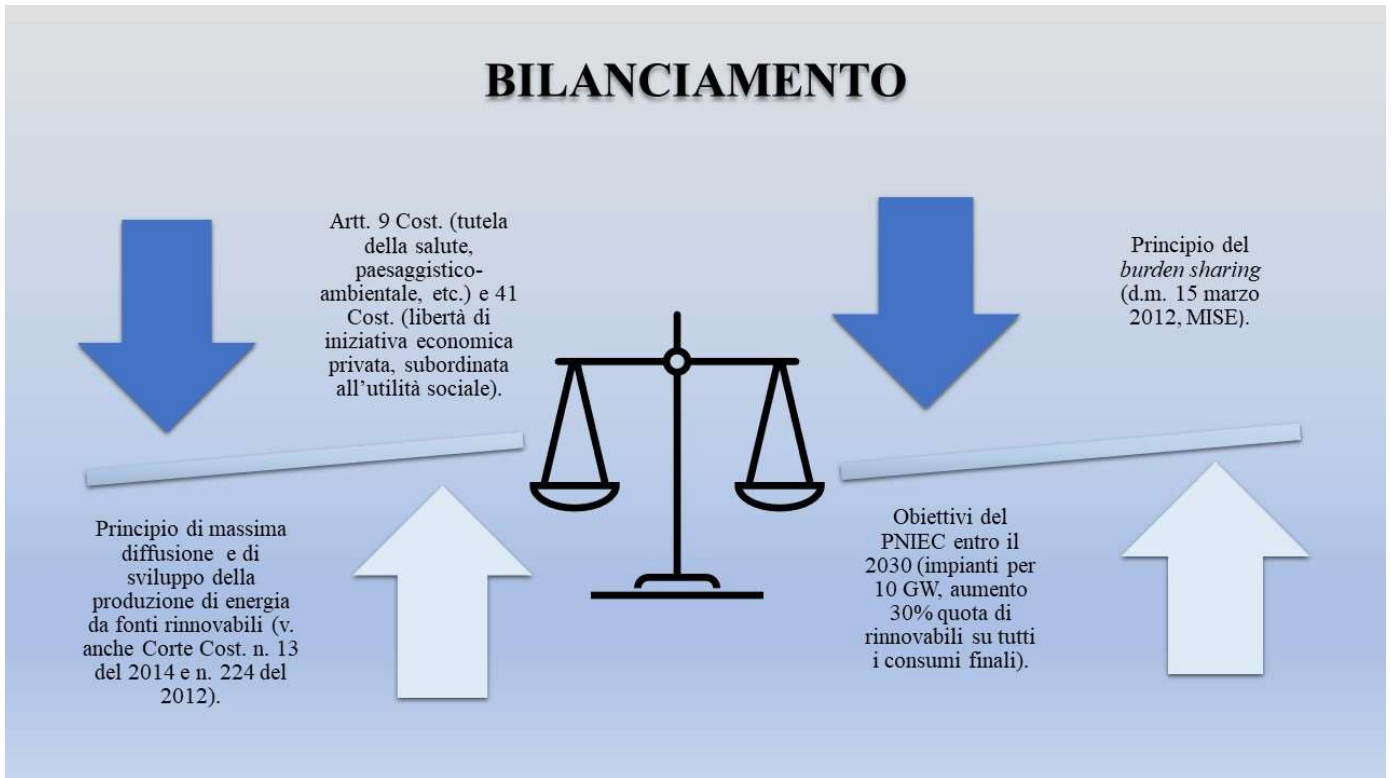 BILANCIAMENTO
Artt. 9 Cost. (tutela
della salute,
paesaggistico-
ambientale, etc.) e 41
Cost. (libertà di
iniziativa economica
privata, subordinata
all’utilità sociale).
Principio di massima
diffusione e di
sviluppo della
produzione di energia
da fonti rinnovabili (v.
anche Corte Cost. n. 13
del 2014 e n. 224 del
2012).
Principio del
burden sharing
(d.m. 15 marzo
2012, MISE).
Obiettivi del
PNIEC entro il
2030 (impianti per
10 GW, aumento
30% quota di
rinnovabili su tutti
i consumi finali).